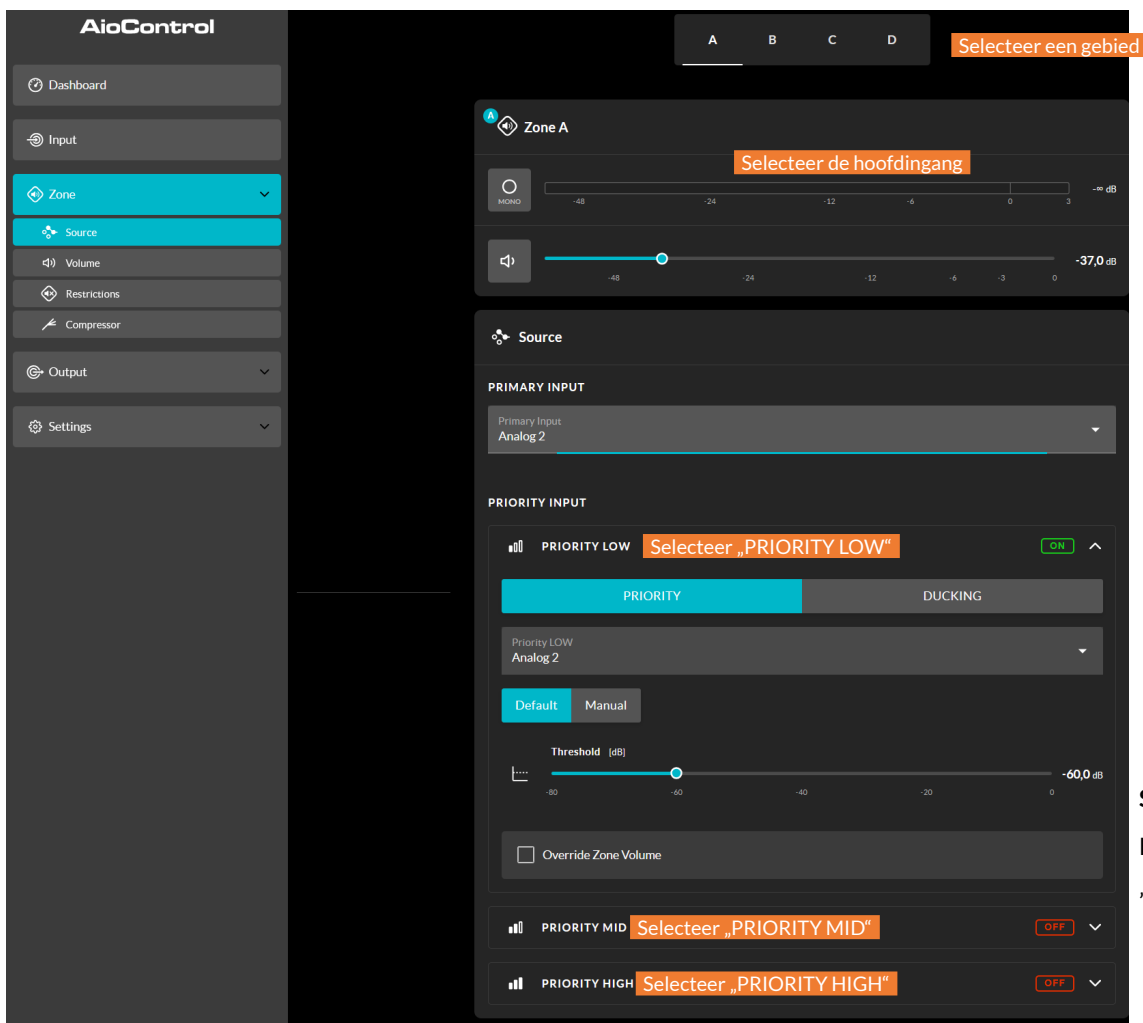 AioControl
Dashboard
Input
Zone
Source
Volume
Restrictions
Compressor
Output
Settings
A B C D
Selecteer een gebied
A
Zone A
Selecteer de hoofdingang
MONO
-48 -24 -12 -6 0 3
-∞ dB
-37,0 dB
-48 -24 -12 -6 -3 0
Source
PRIMARY INPUT
Primary Input
Analog 2
PRIORITY INPUT
PRIORITY LOW Selecteer „PRIORITY LOW“ ON
PRIORITY DUCKING
Priority LOW
Analog 2
Default Manual
Threshold [dB]
-60,0 dB
-80 -60 -40 -20 0
Override Zone Volume
PRIORITY MID Selecteer „PRIORITY MID“ OFF
PRIORITY HIGH Selecteer „PRIORITY HIGH“ OFF